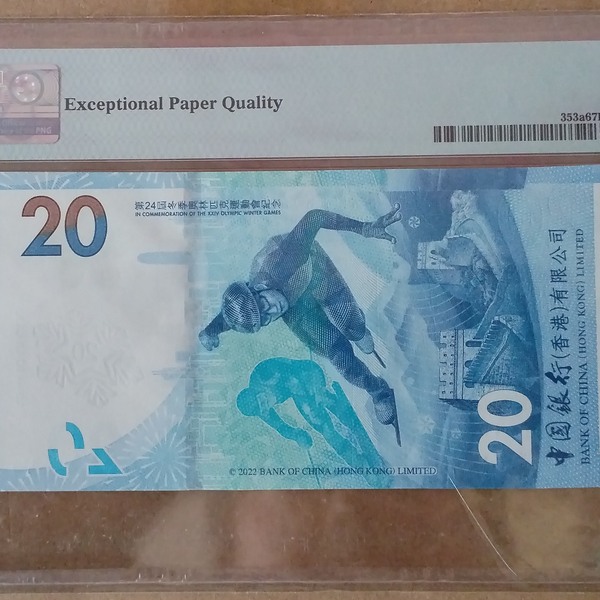 Exceptional Paper Quality
353a67
20
第24屆冬季奧林匹克運動會紀念
IN COMMEMORATION OF THE XXIV OLYMPIC WINTER GAMES
中國銀行(香港)有限公司
BANK OF CHINA (HONG KONG) LIMITED
20
© 2022 BANK OF CHINA (HONG KONG) LIMITED